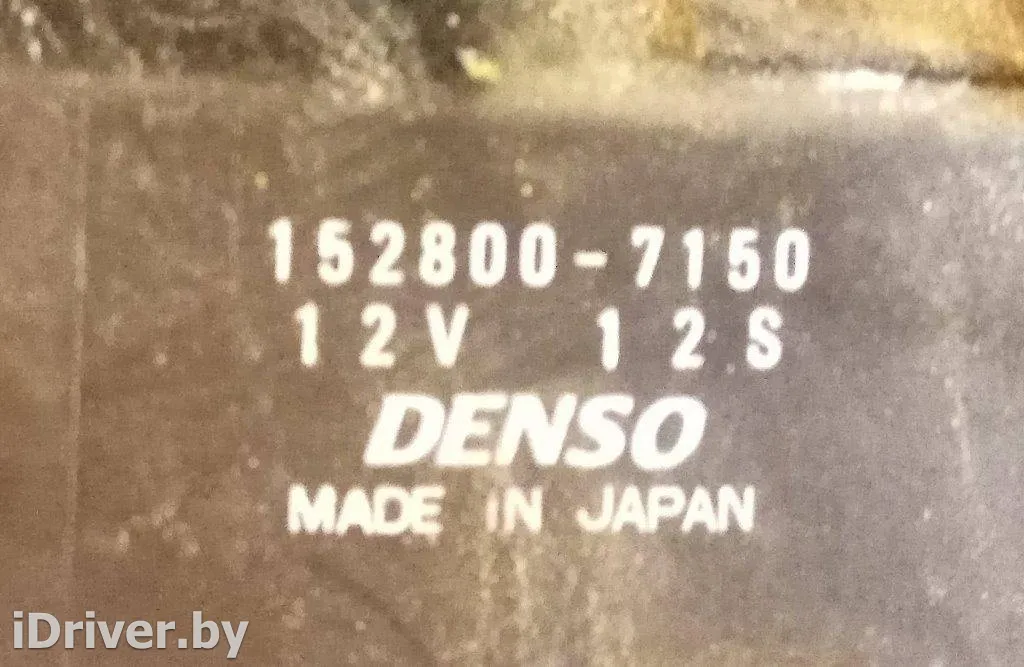 152800-7150
12V 12S
DENSO
MADE IN JAPAN
iDriver.by